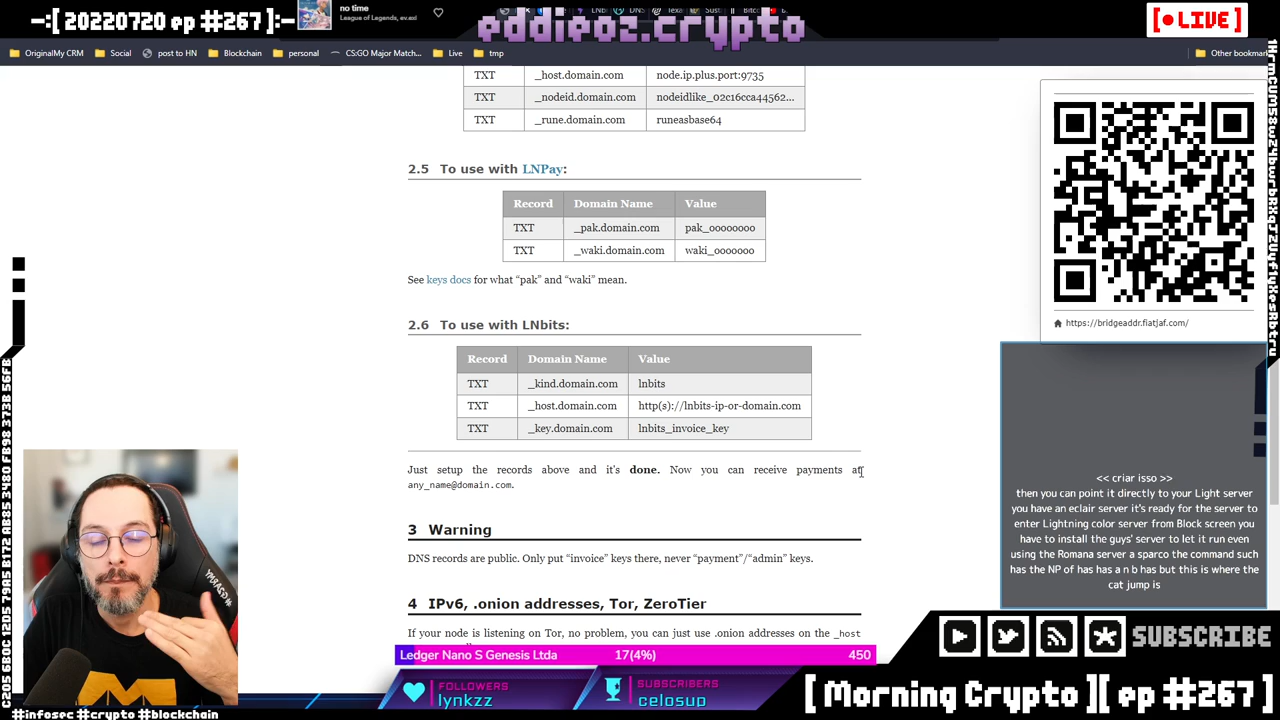 -:[ 20220720 ep #267 ]:-
no time
League of Legends, ev.axl
eddieoz.crypto
[ LIVE ]
OriginalMy CRM
Social
post to HN
Blockchain
personal
CS:GO Major Match...
Live
tmp
Other bookmar
TXT _host.domain.com node.ip.plus.port:9735
TXT _nodeid.domain.com nodeidlike_02c16cca44562...
TXT _rune.domain.com runeasbase64
2.5 To use with LNPay:
Record Domain Name Value
TXT _pak.domain.com pak_oooooooo
TXT _waki.domain.com waki_ooooooo
See keys docs for what “pak” and “waki” mean.
2.6 To use with LNbits:
Record Domain Name Value
TXT _kind.domain.com lnbits
TXT _host.domain.com http(s)://lnbits-ip-or-domain.com
TXT _key.domain.com lnbits_invoice_key
Just setup the records above and it's done. Now you can receive payments at
any_name@domain.com.
3 Warning
DNS records are public. Only put “invoice” keys there, never “payment”/“admin” keys.
4 IPv6, .onion addresses, Tor, ZeroTier
If your node is listening on Tor, no problem, you can just use .onion addresses on the _host
https://bridgeaddr.fiatjaf.com/
<< criar isso >>
then you can point it directly to your Light server
you have an eclair server it's ready for the server to
enter Lightning color server from Block screen you
have to install the guys' server to let it run even
using the Romana server a sparco the command such
has the NP of has has a n b has but this is where the
cat jump is
Ledger Nano S Genesis Ltda 17(4%) 450
FOLLOWERS
lynkzz
SUBSCRIBERS
celosup
SUBSCRIBE
[ Morning Crypto ][ ep #267 ]
#infosec #crypto #blockchain